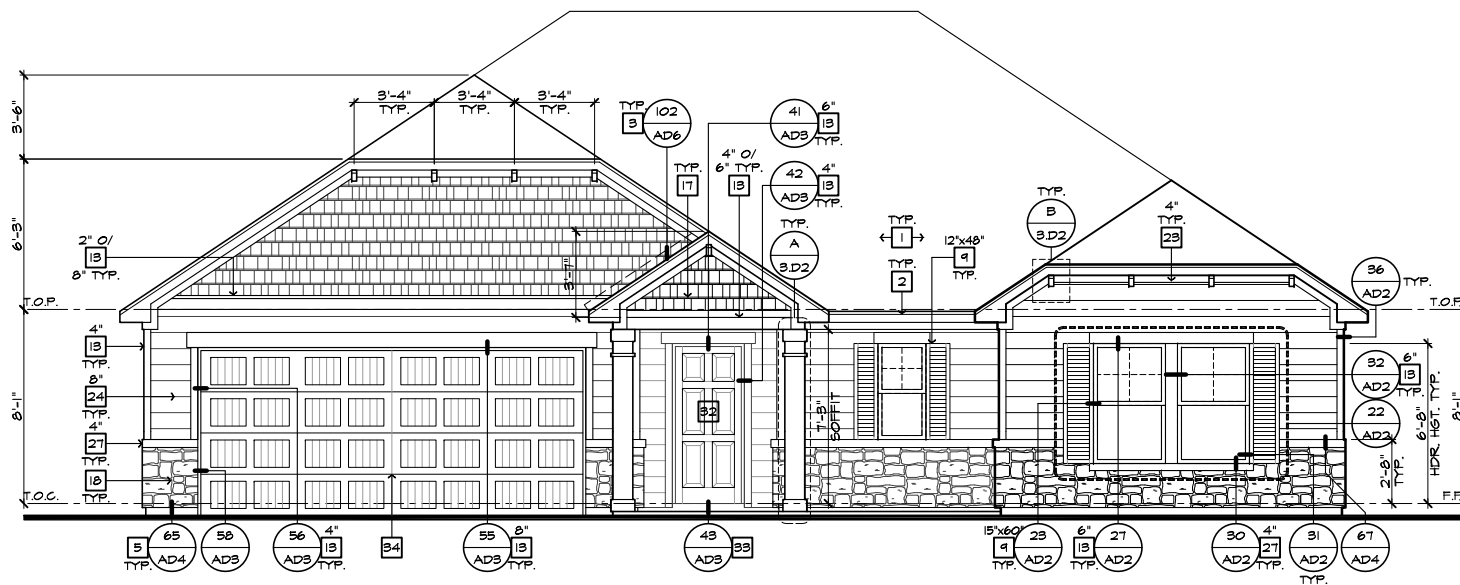 3'-6"
6'-3"
8'-1"
3'-4"
TYP.
3'-4"
TYP.
3'-4"
TYP.
TYP.
3
102
AD6
41
AD3
6"
13
TYP.
42
AD3
4"
13
TYP.
TYP.
17
4" O/
6" TYP.
13
TYP.
A
3.D2
TYP.
1
TYP.
2
12"x48"
9
TYP.
TYP.
B
3.D2
4"
TYP.
23
36
AD2
TYP.
2" O/
13
8" TYP.
3'-7"
T.O.P.
T.O.P.
4"
13
TYP.
8"
24
TYP.
4"
27
TYP.
18
TYP.
T.O.C.
32
7'-3"
SOFFIT
32
AD2
6"
13
TYP.
22
AD2
6'-8"
HDR. HGT. TYP.
8'-1"
2'-8"
TYP.
F.F.
5
TYP.
65
AD4
58
AD3
56
AD3
4"
13
TYP.
34
55
AD3
8"
13
TYP.
43
AD3
33
15"x60"
9
TYP.
23
AD2
6"
13
TYP.
27
AD2
30
AD2
4"
27
TYP.
31
AD2
TYP.
67
AD4